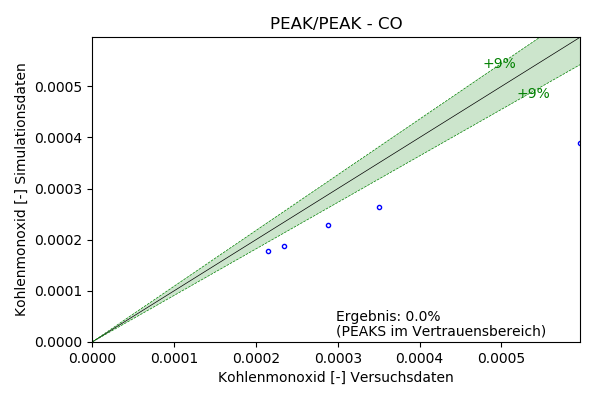 PEAK/PEAK - CO
Kohlenmonoxid [-] Simulationsdaten
0.0005
0.0004
0.0003
0.0002
0.0001
0.0000
+9%
+9%
Ergebnis: 0.0%
(PEAKS im Vertrauensbereich)
0.0000 0.0001 0.0002 0.0003 0.0004 0.0005
Kohlenmonoxid [-] Versuchsdaten